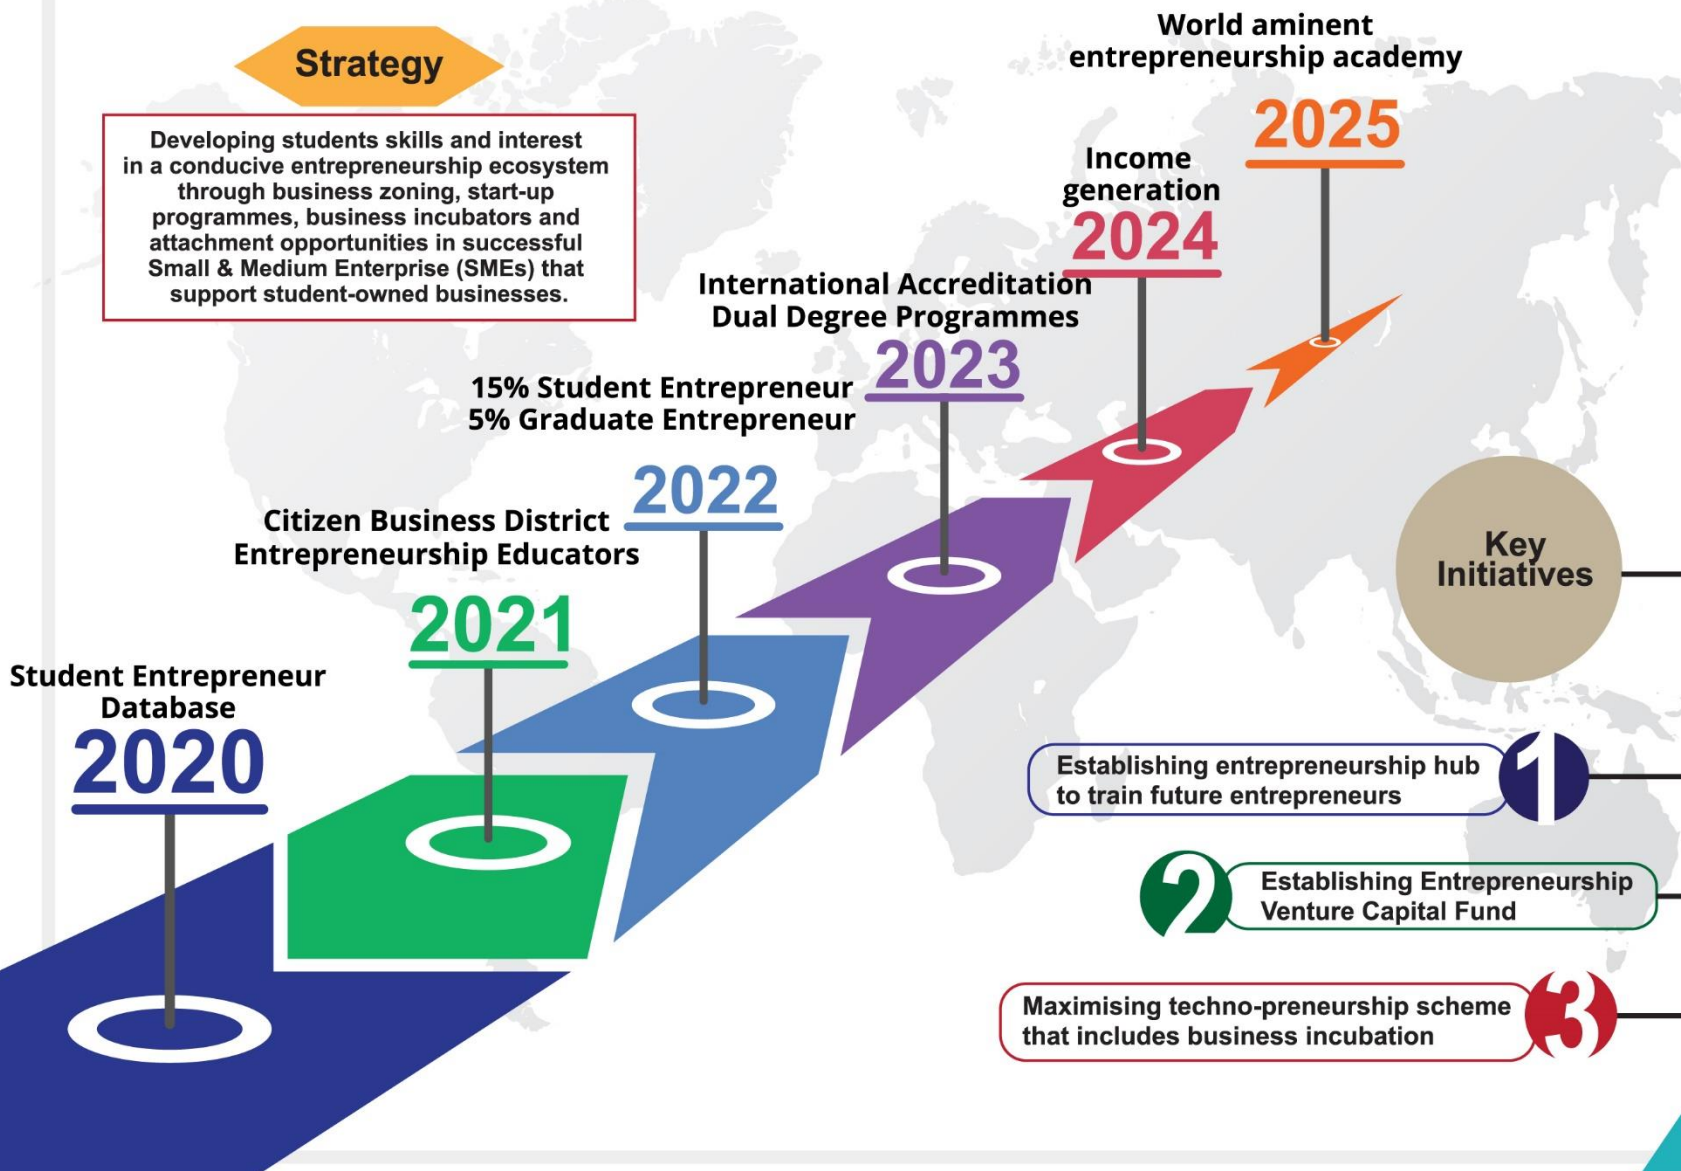 Strategy
Developing students skills and interest
in a conducive entrepreneurship ecosystem
through business zoning, start-up
programmes, business incubators and
attachment opportunities in successful
Small & Medium Enterprise (SMEs) that
support student-owned businesses.
World aminent
entrepreneurship academy
2025
Income
generation
2024
International Accreditation
Dual Degree Programmes
2023
15% Student Entrepreneur
5% Graduate Entrepreneur
2022
Citizen Business District
Entrepreneurship Educators
2021
Student Entrepreneur
Database
2020
Key
Initiatives
Establishing entrepreneurship hub
to train future entrepreneurs
1
2
Establishing Entrepreneurship
Venture Capital Fund
Maximising techno-preneurship scheme
that includes business incubation
3